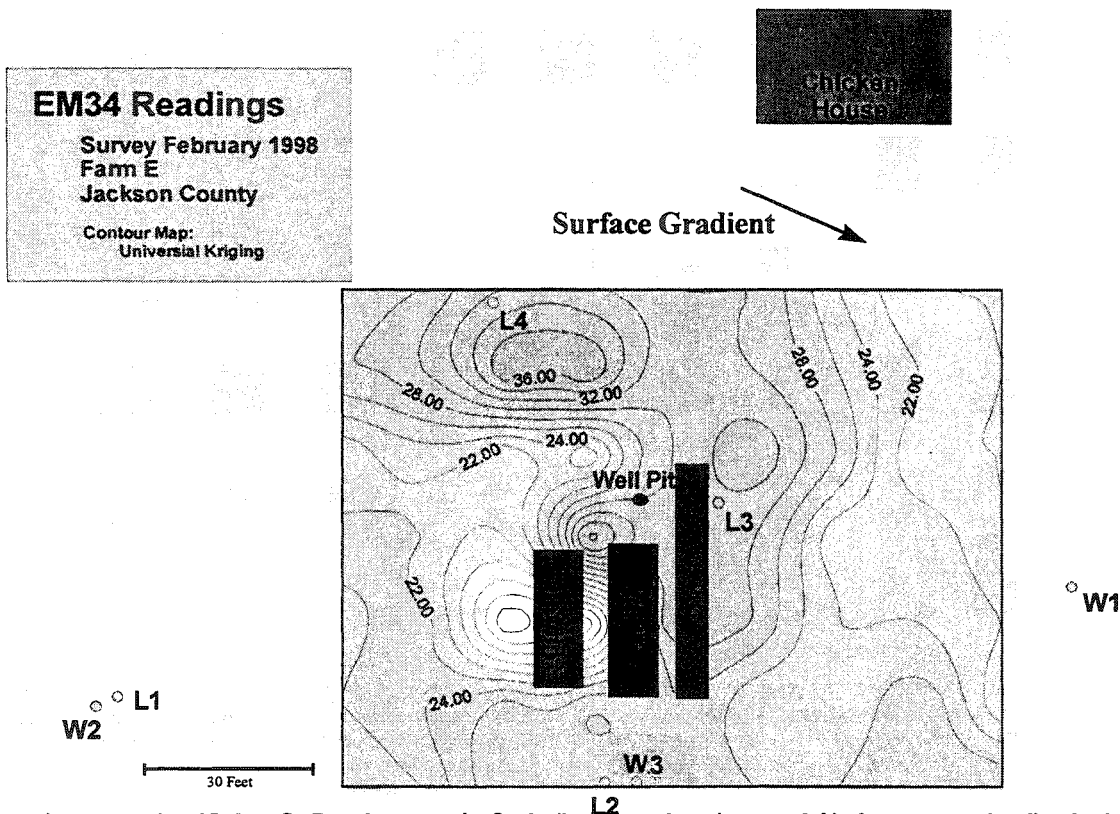 Chicken
House
EM34 Readings
Survey February 1998
Farm E
Jackson County
Contour Map:
Universial Kriging
Surface Gradient
L4
36.00
32.00
28.00
28.00
24.00
22.00
24.00
22.00
Well Pit
L3
22.00
W1
24.00
L1
W2
30 Feet
W3
L2